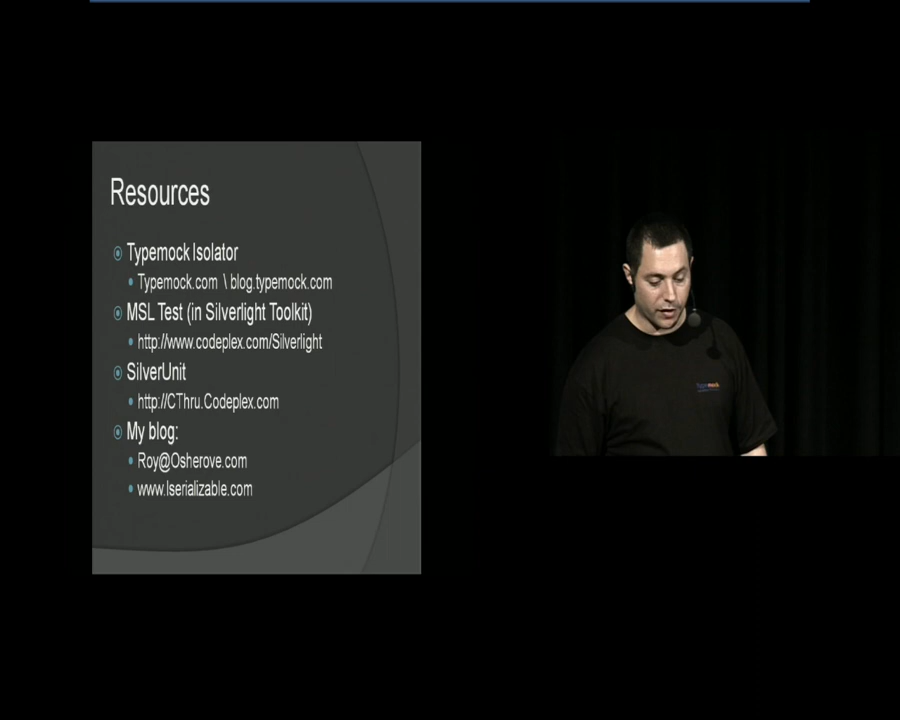 Resources
Typemock Isolator
Typemock.com \ blog.typemock.com
MSL Test (in Silverlight Toolkit)
http://www.codeplex.com/Silverlight
SilverUnit
http://CThru.Codeplex.com
My blog:
Roy@Osherove.com
www.Iserializable.com
typemock